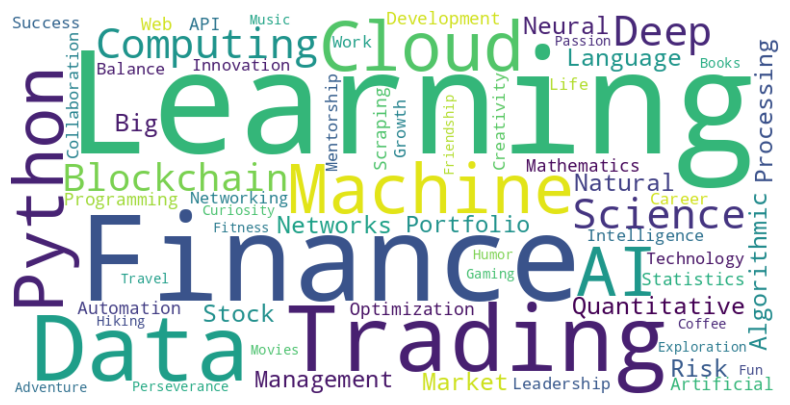 Success
Web
API
Music
Development
Neural
Deep
Computing
Cloud
Work
Passion
Language
Books
Balance
Innovation
Learning
Life
Processing
Collaboration
Python
Big
Mentorship
Scraping
Growth
Friendship
Creativity
Mathematics
Blockchain
Machine
Natural
Programming
Networking
Career
Curiosity
Science
Fitness
Networks
Portfolio
Intelligence
Algorithmic
Finance
Humor
AI
Technology
Travel
Gaming
Statistics
Automation
Stock
Optimization
Quantitative
Hiking
Trading
Coffee
Data
Movies
Exploration
Management
Market
Leadership
Risk
Fun
Adventure
Perseverance
Artificial